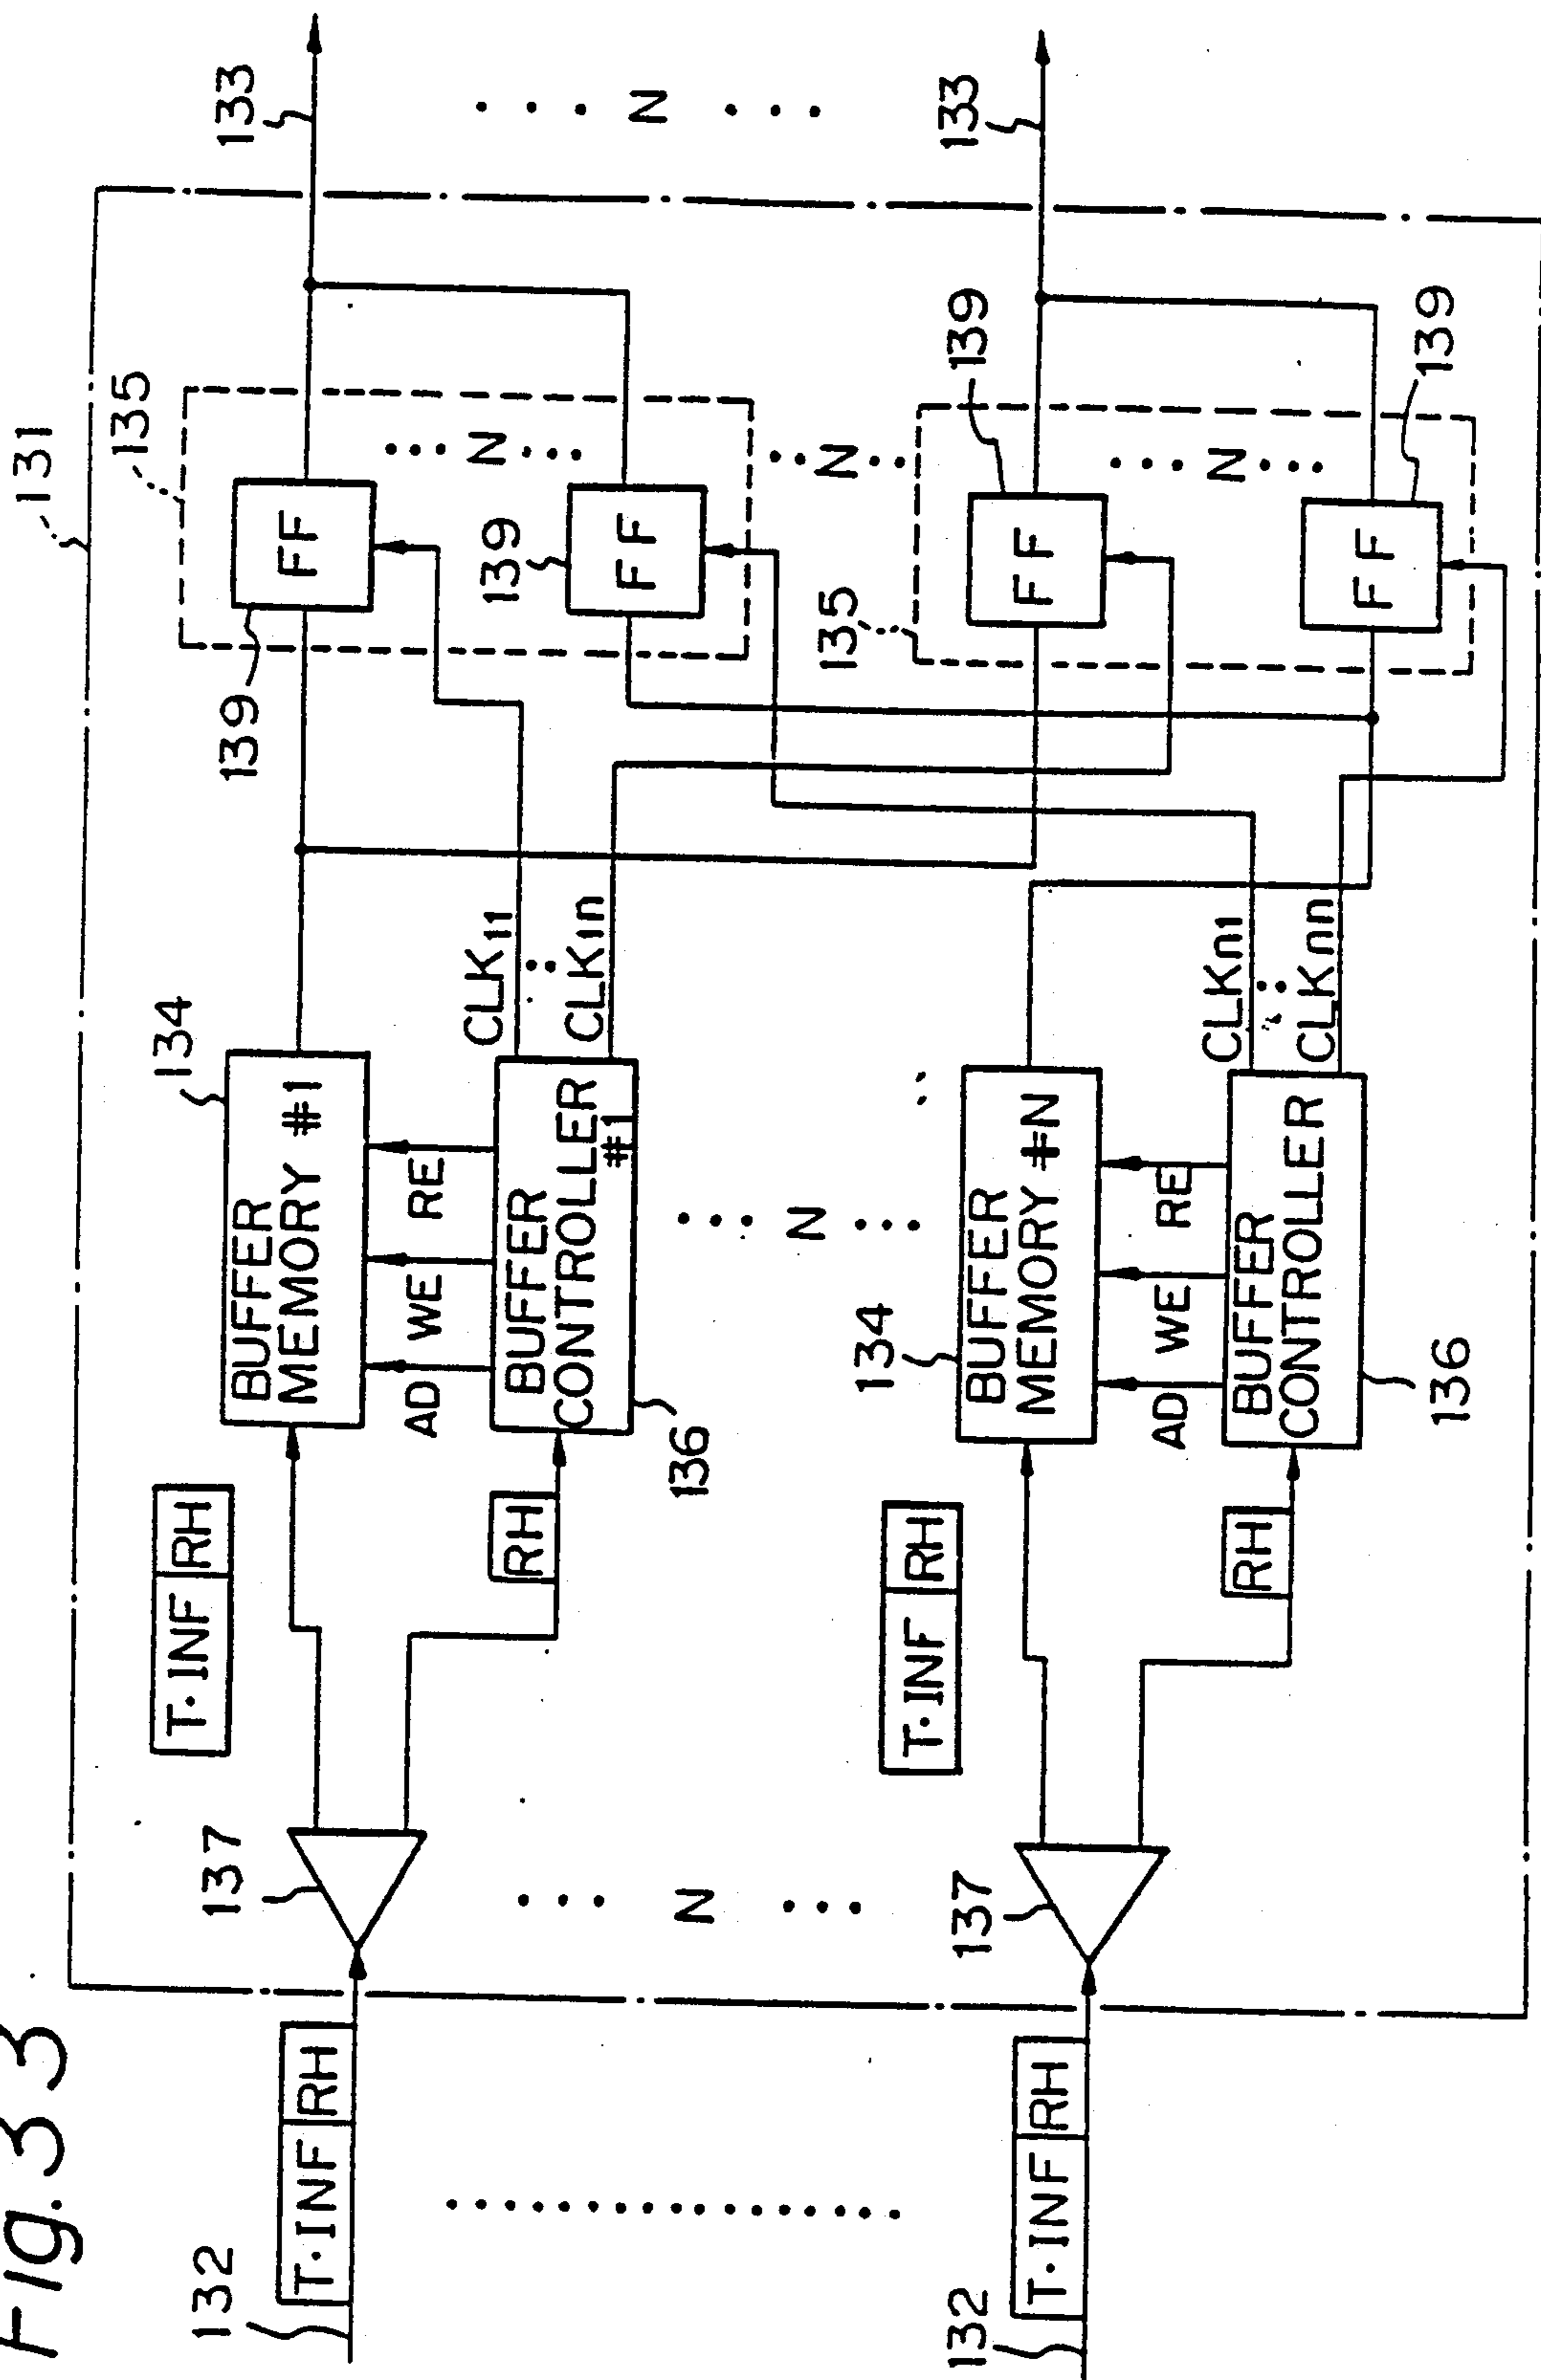 Fig. 33
131
132
T·INF RH
137
T·INF RH
134
BUFFER
MEMORY #1
AD WE RE
RH
BUFFER
CONTROLLER
#1
136
CLK11
CLK1n
139
FF
135
133
... N ...
139
FF
... N ...
... N ...
... N ...
... N ...
132
T·INF RH
137
T·INF RH
134
BUFFER
MEMORY #N
AD WE RE
RH
BUFFER
CONTROLLER
136
CLKn1
CLKnn
135
FF
139
133
... N ...
FF
139